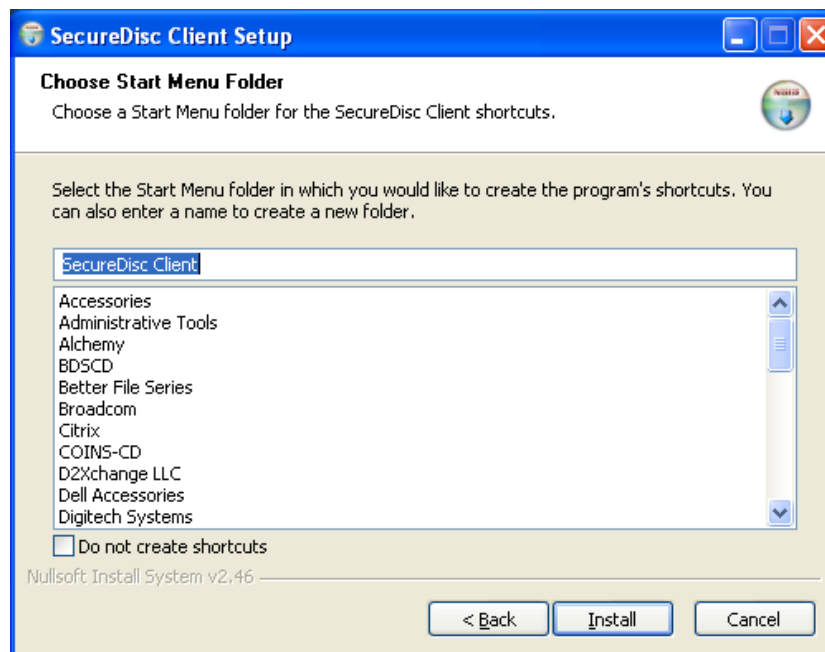 SecureDisc Client Setup
Choose Start Menu Folder
Choose a Start Menu folder for the SecureDisc Client shortcuts.
Select the Start Menu folder in which you would like to create the program's shortcuts. You
can also enter a name to create a new folder.
SecureDisc Client
Accessories
Administrative Tools
Alchemy
BDSCD
Better File Series
Broadcom
Citrix
COINS-CD
D2Xchange LLC
Dell Accessories
Digitech Systems
Do not create shortcuts
Nullsoft Install System v2.46
< Back
Install
Cancel